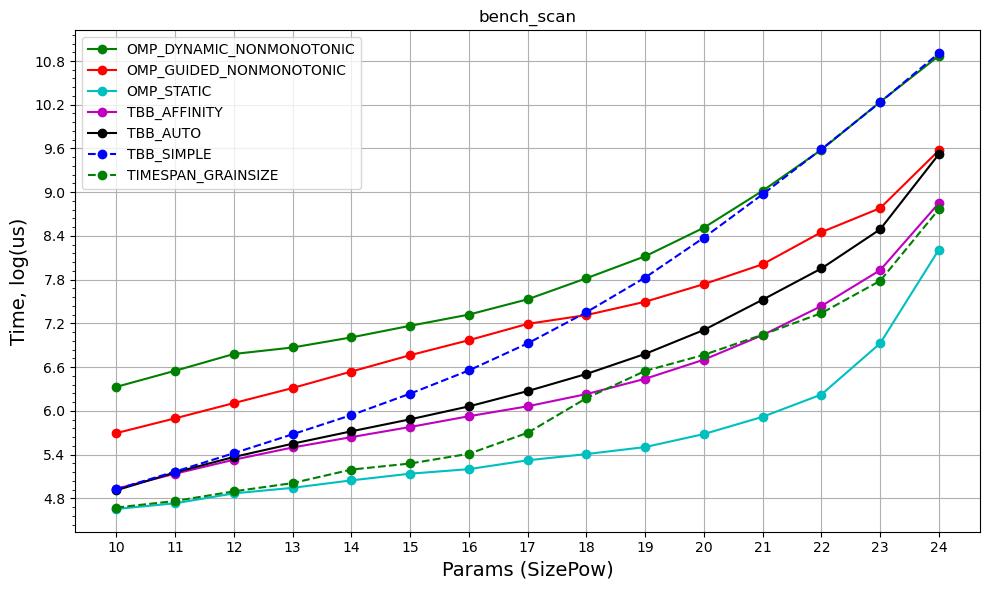 bench_scan
OMP_DYNAMIC_NONMONOTONIC
OMP_GUIDED_NONMONOTONIC
OMP_STATIC
TBB_AFFINITY
TBB_AUTO
TBB_SIMPLE
TIMESPAN_GRAINSIZE
Time, log(us)
10.8
10.2
9.6
9.0
8.4
7.8
7.2
6.6
6.0
5.4
4.8
10 11 12 13 14 15 16 17 18 19 20 21 22 23 24
Params (SizePow)